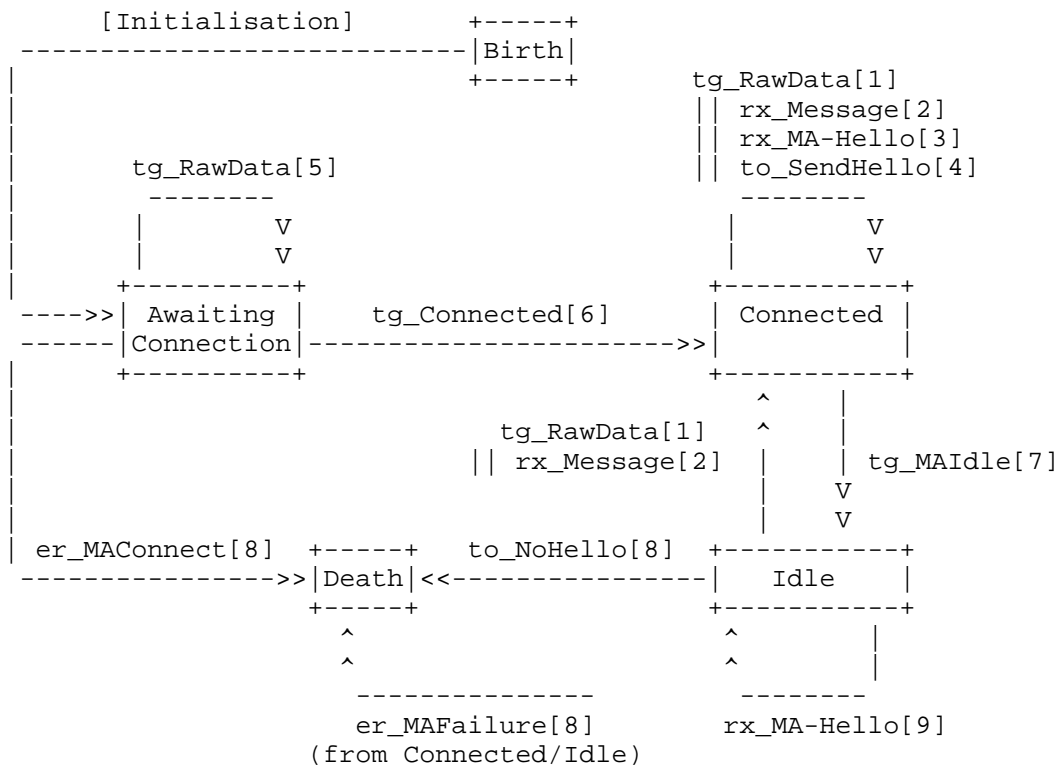 [Initialisation]
Birth
tg_RawData[1]
|| rx_Message[2]
|| rx_MA-Hello[3]
tg_RawData[5] || to_SendHello[4]
V V
V V
Awaiting tg_Connected[6] Connected
Connection
tg_RawData[1]
|| rx_Message[2] tg_MAIdle[7]
V
V
er_MAConnect[8] to_NoHello[8]
Death Idle
er_MAFailure[8] rx_MA-Hello[9]
(from Connected/Idle)